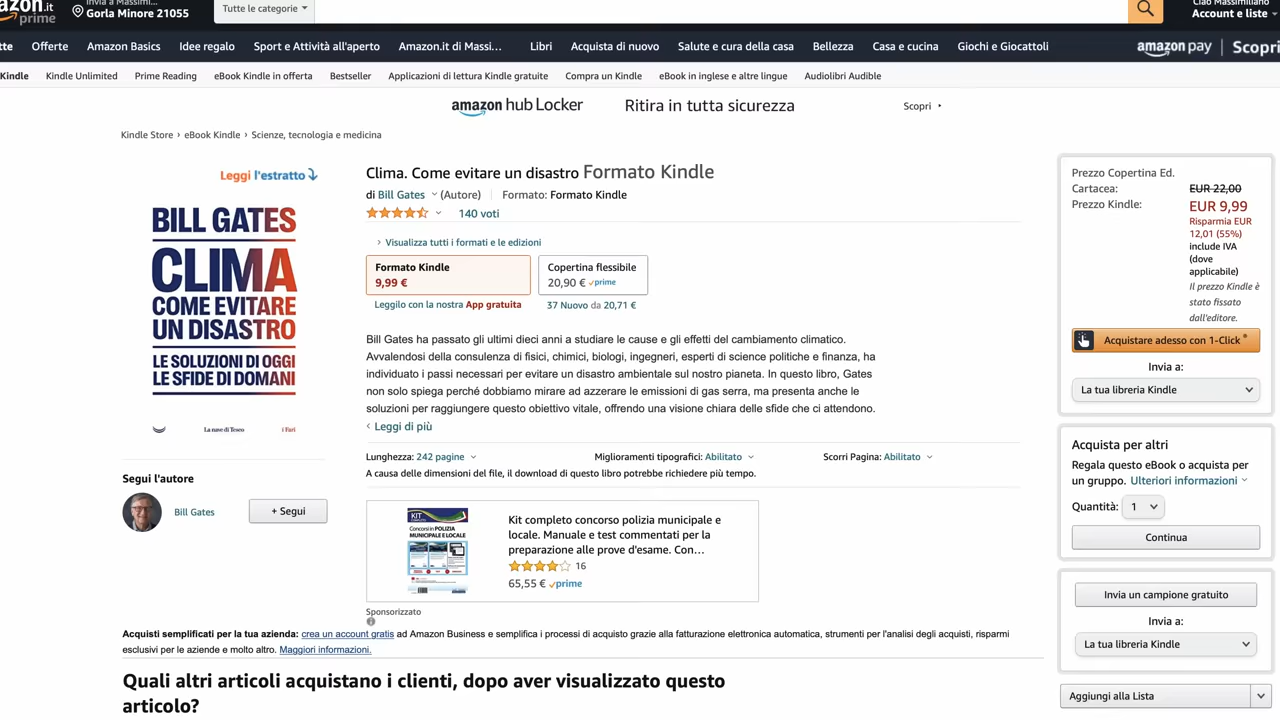 azon.it
prime
Invia a Massimi...
Gorla Minore 21055
Tutte le categorie
Ciao Massimiliano
Account e liste
tte
Offerte
Amazon Basics
Idee regalo
Sport e Attività all'aperto
Amazon.it di Massi...
Libri
Acquista di nuovo
Salute e cura della casa
Bellezza
Casa e cucina
Giochi e Giocattoli
amazon pay
Scopri
Kindle
Kindle Unlimited
Prime Reading
eBook Kindle in offerta
Bestseller
Applicazioni di lettura Kindle gratuite
Compra un Kindle
eBook in inglese e altre lingue
Audiolibri Audible
amazon hub Locker
Ritira in tutta sicurezza
Scopri
Kindle Store › eBook Kindle › Scienze, tecnologia e medicina
Leggi l'estratto
BILL GATES
CLIMA
COME EVITARE
UN DISASTRO
LE SOLUZIONI DI OGGI
LE SFIDE DI DOMANI
La nave di Teseo
i Fari
Segui l'autore
Bill Gates
+ Segui
Clima. Come evitare un disastro Formato Kindle
di Bill Gates (Autore) | Formato: Formato Kindle
140 voti
› Visualizza tutti i formati e le edizioni
Formato Kindle
9,99 €
Copertina flessibile
20,90 € prime
Leggilo con la nostra App gratuita
37 Nuovo da 20,71 €
Bill Gates ha passato gli ultimi dieci anni a studiare le cause e gli effetti del cambiamento climatico.
Avvalendosi della consulenza di fisici, chimici, biologi, ingegneri, esperti di science politiche e finanza, ha
individuato i passi necessari per evitare un disastro ambientale sul nostro pianeta. In questo libro, Gates
non solo spiega perché dobbiamo mirare ad azzerare le emissioni di gas serra, ma presenta anche le
soluzioni per raggiungere questo obiettivo vitale, offrendo una visione chiara delle sfide che ci attendono.
‹ Leggi di più
Lunghezza: 242 pagine
Miglioramenti tipografici: Abilitato
Scorri Pagina: Abilitato
A causa delle dimensioni del file, il download di questo libro potrebbe richiedere più tempo.
KIT
Concorsi in POLIZIA
MUNICIPALE E LOCALE
Kit completo concorso polizia municipale e
locale. Manuale e test commentati per la
preparazione alle prove d'esame. Con…
16
65,55 € prime
Sponsorizzato
Prezzo Copertina Ed.
Cartacea: EUR 22,00
Prezzo Kindle: EUR 9,99
Risparmia EUR
12,01 (55%)
include IVA
(dove
applicabile)
Il prezzo Kindle è
stato fissato
dall'editore.
Acquistare adesso con 1-Click *
Invia a:
La tua libreria Kindle
Acquista per altri
Regala questo eBook o acquista per
un gruppo. Ulteriori informazioni
Quantità: 1
Continua
Invia un campione gratuito
Invia a:
La tua libreria Kindle
Aggiungi alla Lista
Acquisti semplificati per la tua azienda: crea un account gratis ad Amazon Business e semplifica i processi di acquisto grazie alla fatturazione elettronica automatica, strumenti per l'analisi degli acquisti, risparmi
esclusivi per le aziende e molto altro. Maggiori informazioni.
Quali altri articoli acquistano i clienti, dopo aver visualizzato questo
articolo?